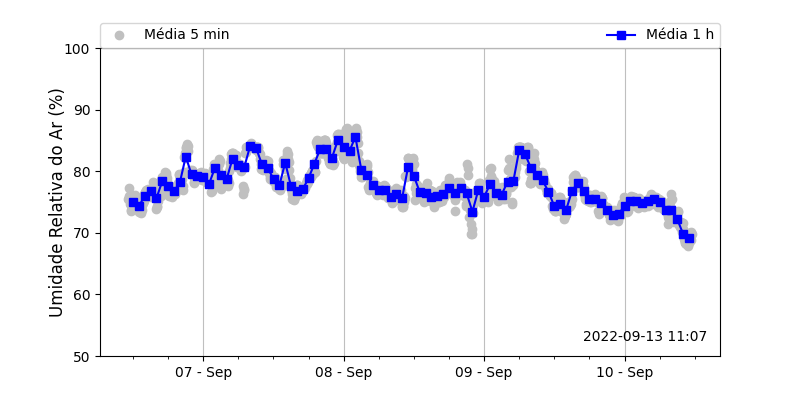 Média 5 min
Média 1 h
Umidade Relativa do Ar (%)
100
90
80
70
60
50
2022-09-13 11:07
07 - Sep
08 - Sep
09 - Sep
10 - Sep